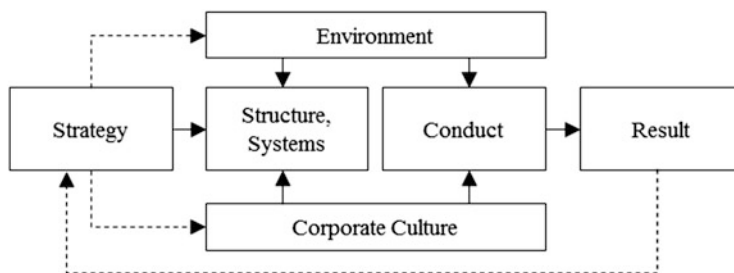 Environment
Strategy
Structure,
Systems
Conduct
Result
Corporate Culture